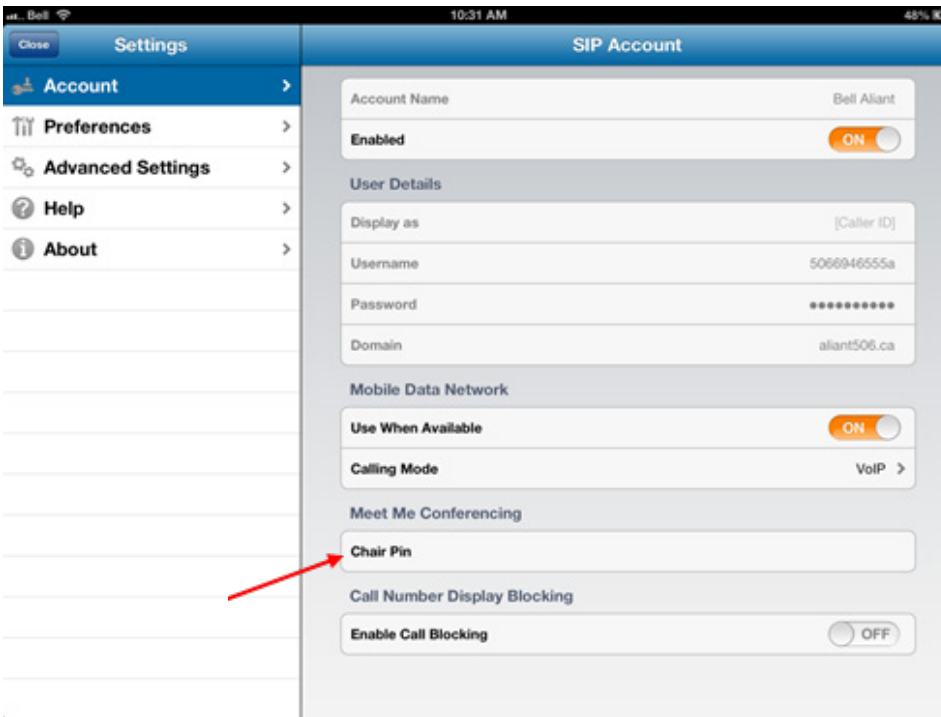 Bell 10:31 AM 48%
Close Settings SIP Account
Account
Preferences
Advanced Settings
Help
About
Account Name Bell Aliant
Enabled ON
User Details
Display as [Caller ID]
Username 5066946555a
Password ••••••••••
Domain aliant506.ca
Mobile Data Network
Use When Available ON
Calling Mode VoIP
Meet Me Conferencing
Chair Pin
Call Number Display Blocking
Enable Call Blocking OFF